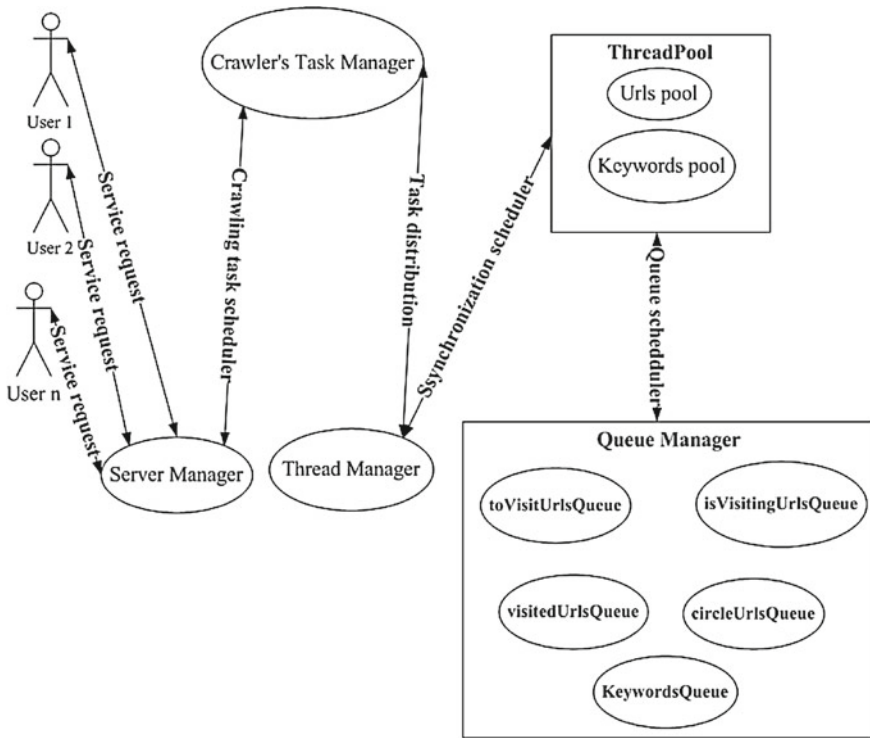 Crawler's Task Manager
ThreadPool
Urls pool
Keywords pool
User 1
User 2
User n
Service request
Service request
Service request
Crawling task scheduler
Task distribution
Ssynchronization scheduler
Queue schedduler
Server Manager
Thread Manager
Queue Manager
toVisitUrlsQueue
isVisitingUrlsQueue
visitedUrlsQueue
circleUrlsQueue
KeywordsQueue